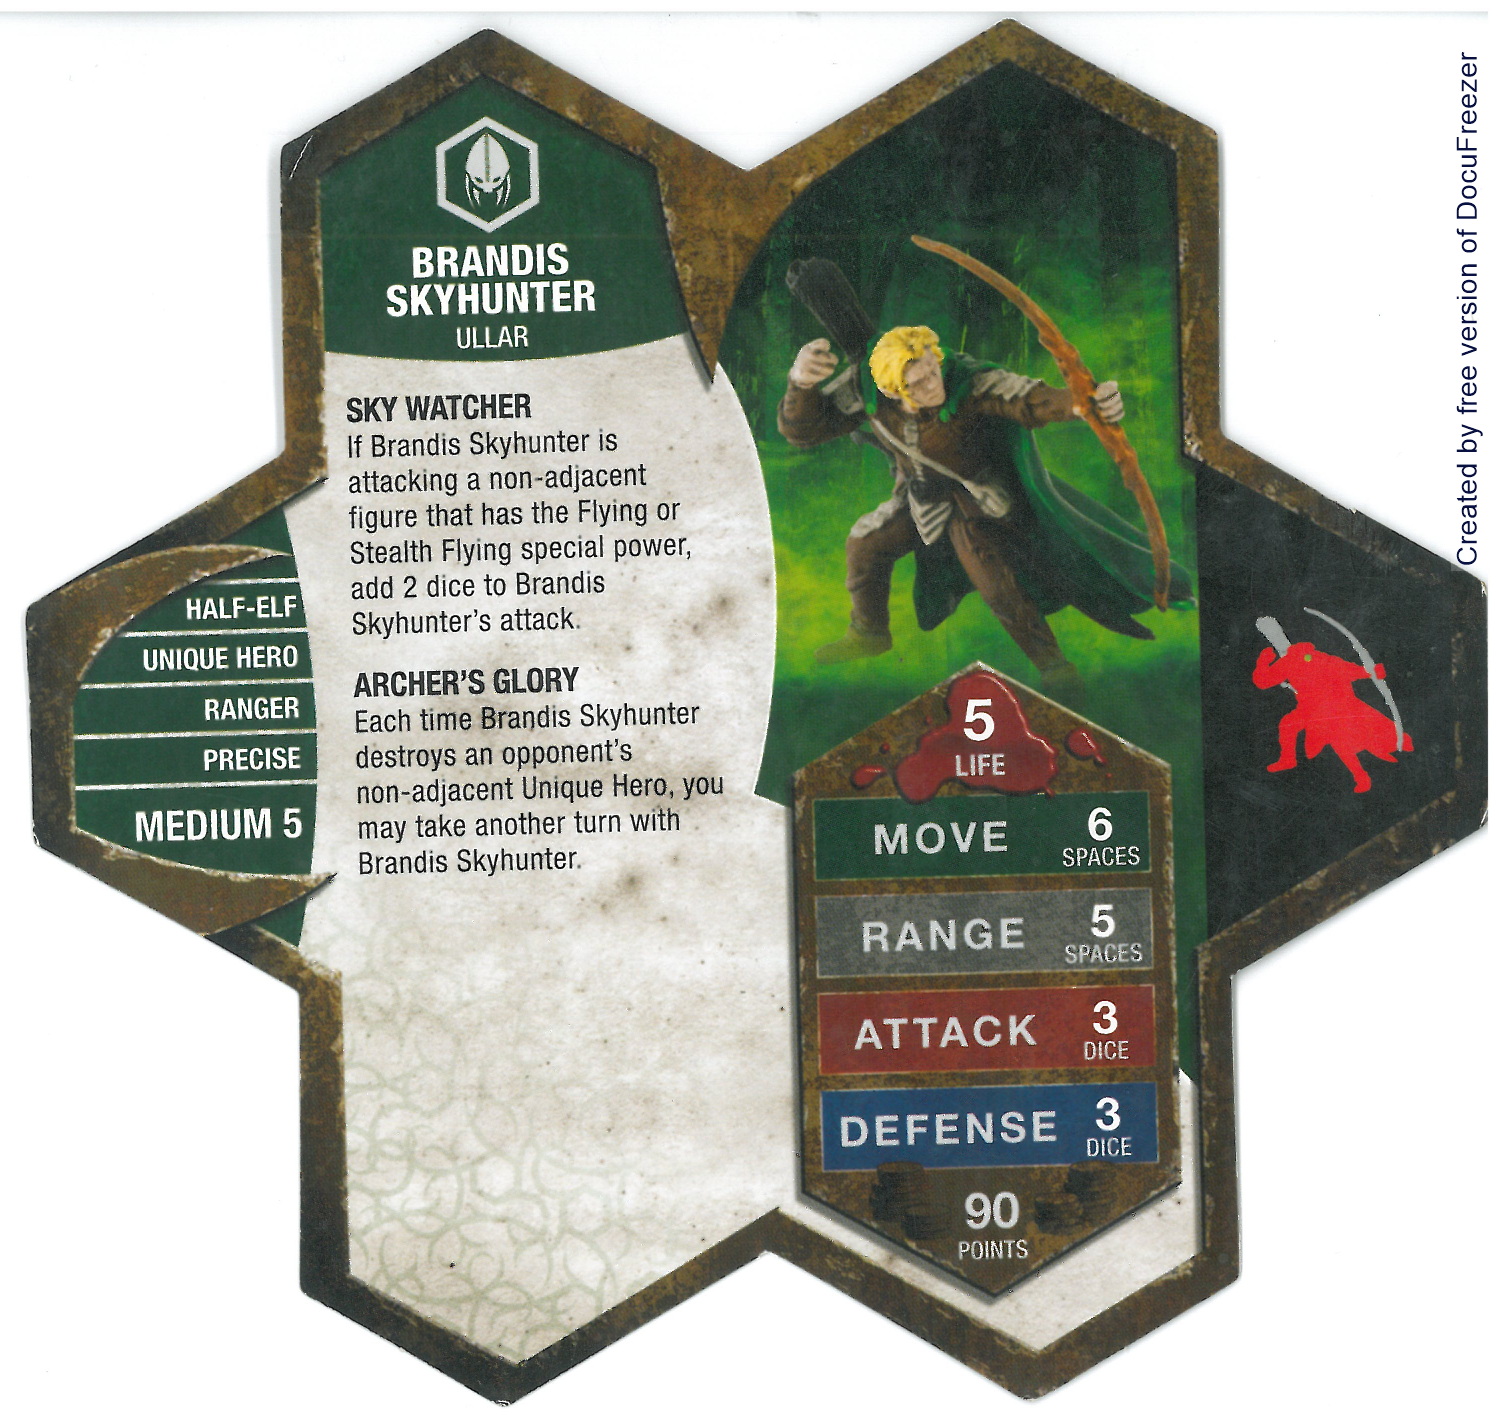 BRANDIS
SKYHUNTER
ULLAR
SKY WATCHER
If Brandis Skyhunter is
attacking a non-adjacent
figure that has the Flying or
Stealth Flying special power,
add 2 dice to Brandis
Skyhunter's attack.
ARCHER'S GLORY
Each time Brandis Skyhunter
destroys an opponent's
non-adjacent Unique Hero, you
may take another turn with
Brandis Skyhunter.
HALF-ELF
UNIQUE HERO
RANGER
PRECISE
MEDIUM 5
5
LIFE
MOVE 6
SPACES
RANGE 5
SPACES
ATTACK 3
DICE
DEFENSE 3
DICE
90
POINTS
Created by free version of DocuFreezer